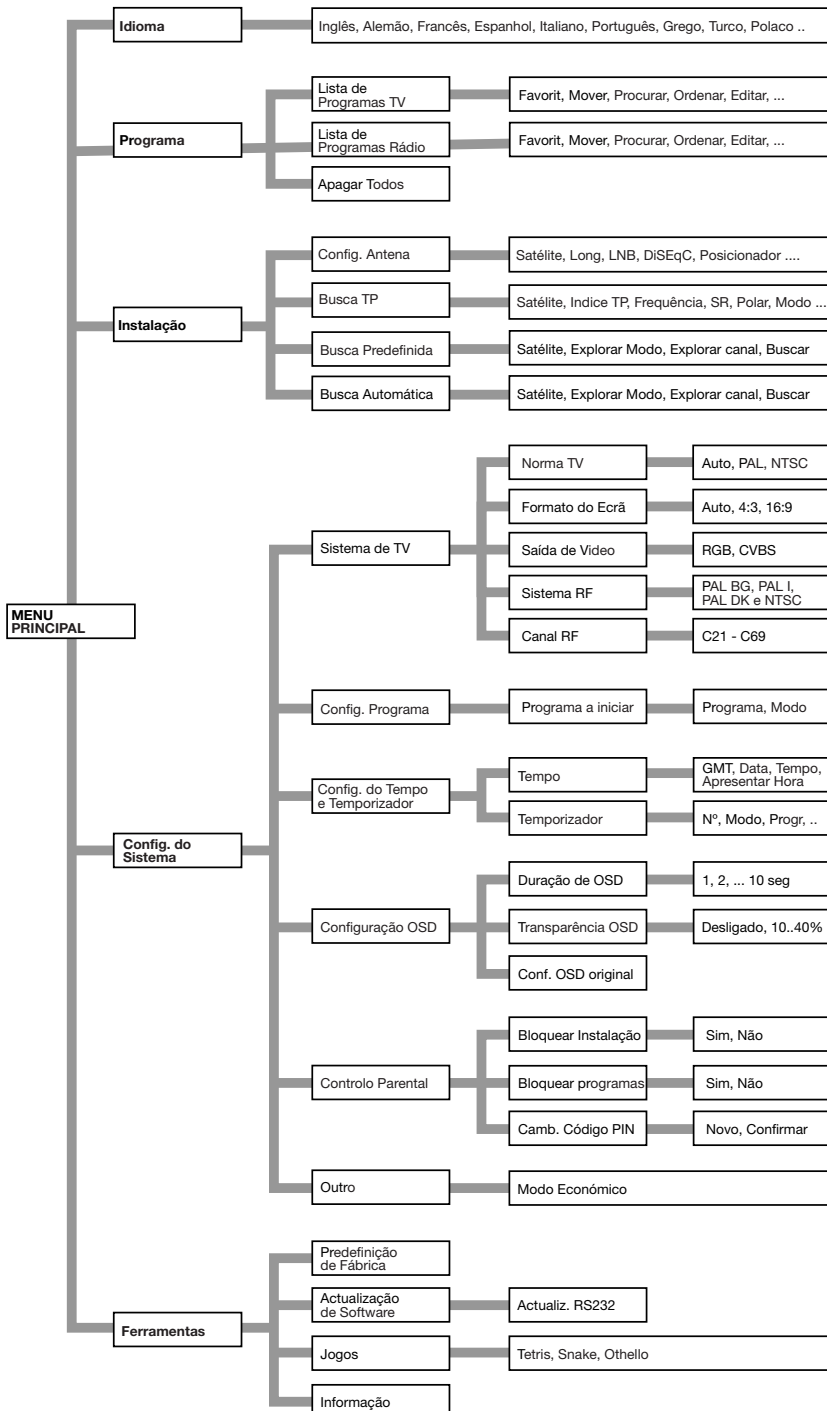 Idioma
Inglês, Alemão, Francês, Espanhol, Italiano, Português, Grego, Turco, Polaco ..
Programa
Lista de
Programas TV
Favorit, Mover, Procurar, Ordenar, Editar, ...
Lista de
Programas Rádio
Favorit, Mover, Procurar, Ordenar, Editar, ...
Apagar Todos
Instalação
Config. Antena
Satélite, Long, LNB, DiSEqC, Posicionador ....
Busca TP
Satélite, Indice TP, Frequência, SR, Polar, Modo ...
Busca Predefinida
Satélite, Explorar Modo, Explorar canal, Buscar
Busca Automática
Satélite, Explorar Modo, Explorar canal, Buscar
MENU
PRINCIPAL
Config. do
Sistema
Sistema de TV
Norma TV
Auto, PAL, NTSC
Formato do Ecrã
Auto, 4:3, 16:9
Saída de Video
RGB, CVBS
Sistema RF
PAL BG, PAL I,
PAL DK e NTSC
Canal RF
C21 - C69
Config. Programa
Programa a iniciar
Programa, Modo
Config. do Tempo
e Temporizador
Tempo
GMT, Data, Tempo,
Apresentar Hora
Temporizador
Nº, Modo, Progr, ..
Configuração OSD
Duração de OSD
1, 2, ... 10 seg
Transparência OSD
Desligado, 10..40%
Conf. OSD original
Controlo Parental
Bloquear Instalação
Sim, Não
Bloquear programas
Sim, Não
Camb. Código PIN
Novo, Confirmar
Outro
Modo Económico
Ferramentas
Predefinição
de Fábrica
Actualização
de Software
Actualiz. RS232
Jogos
Tetris, Snake, Othello
Informação